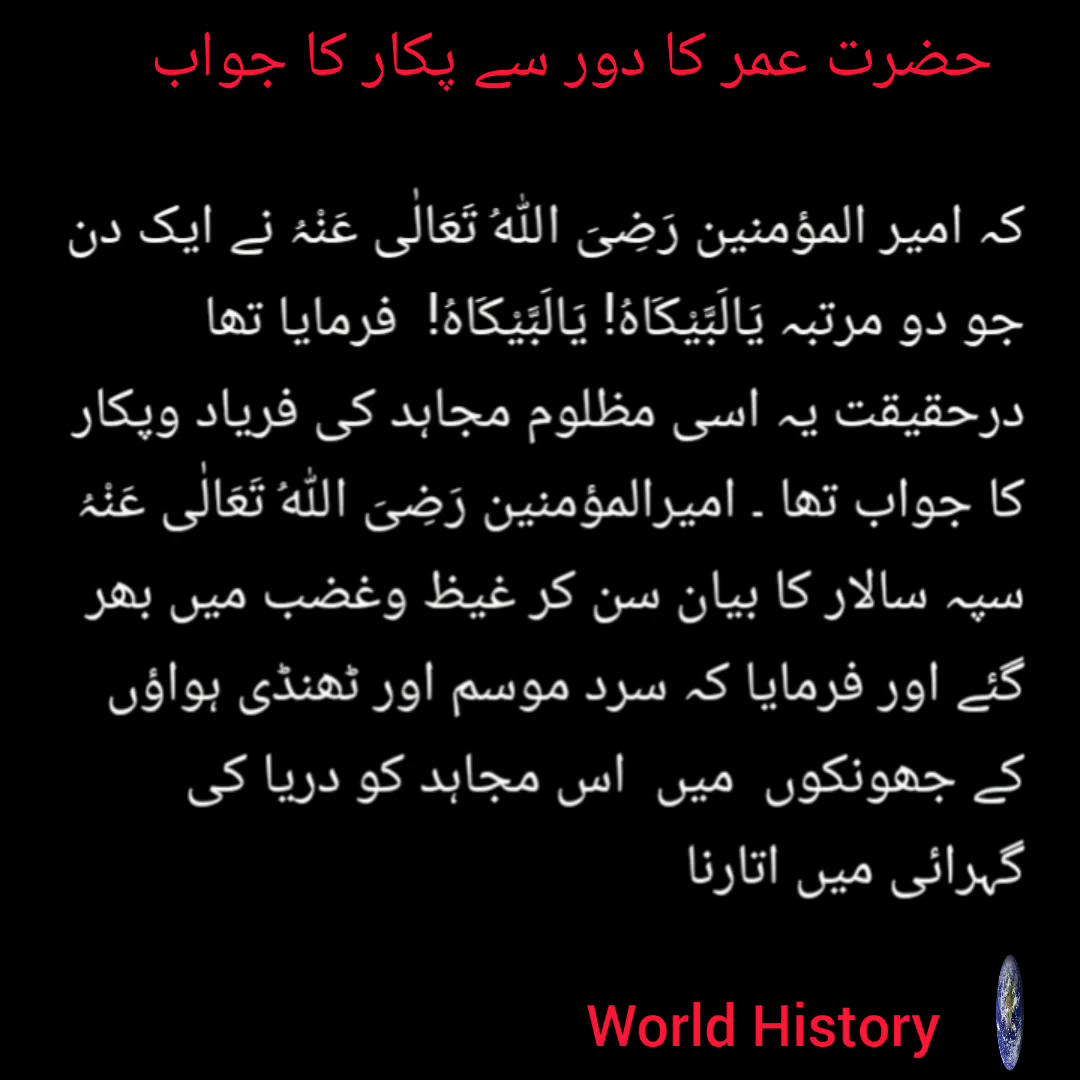 حضرت عمر کا دور سے پکار کا جواب
کہ امیر المؤمنین رَضِیَ اللّٰہُ تَعَالٰی عَنْہُ نے ایک دن
جو دو مرتبہ یَالَبَّیْکَاہُ! یَالَبَّیْکَاہُ! فرمایا تھا
درحقیقت یہ اسی مظلوم مجاہد کی فریاد وپکار
کا جواب تھا ۔ امیرالمؤمنین رَضِیَ اللّٰہُ تَعَالٰی عَنْہُ
سپہ سالار کا بیان سن کر غیظ وغضب میں بھر
گئے اور فرمایا کہ سرد موسم اور ٹھنڈی ہواؤں
کے جھونکوں میں اس مجاہد کو دریا کی
گہرائی میں اتارنا
World History